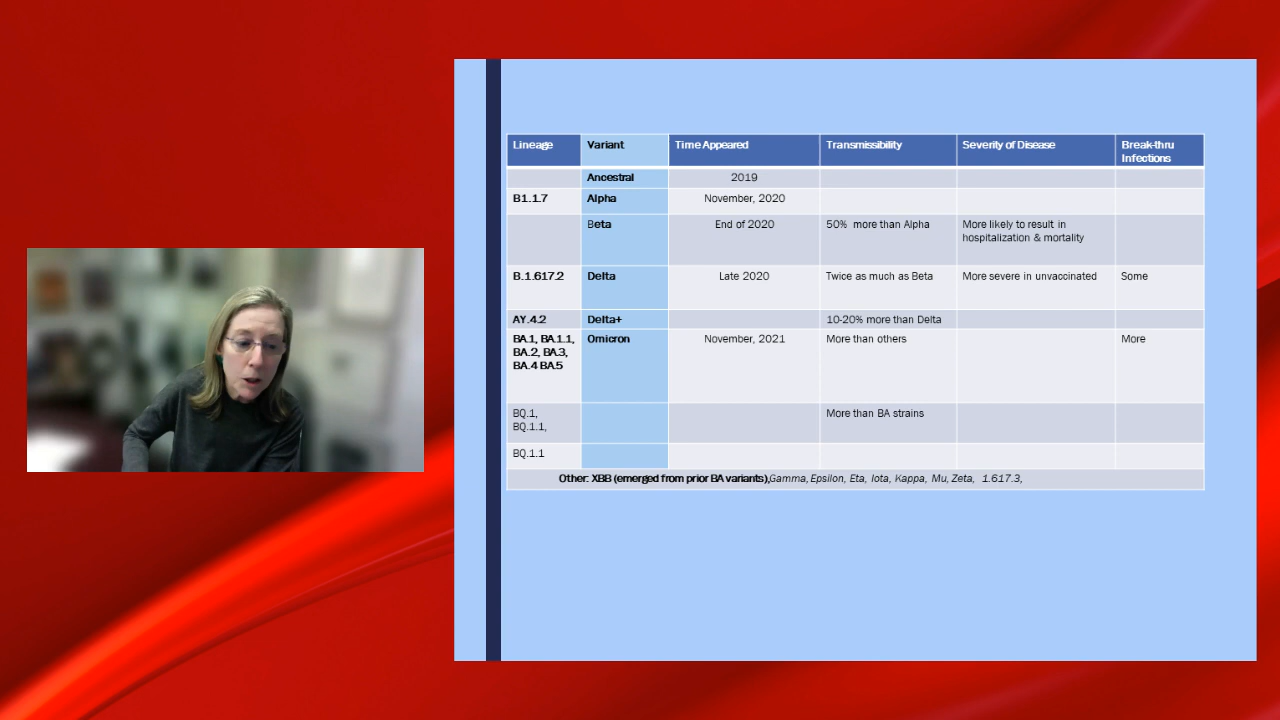 Lineage Variant Time Appeared Transmissibility Severity of Disease Break-thru
Infections
Ancestral 2019
B1.1.7 Alpha November, 2020
Beta End of 2020 50% more than Alpha More likely to result in
hospitalization & mortality
B.1.617.2 Delta Late 2020 Twice as much as Beta More severe in unvaccinated Some
AY.4.2 Delta+ 10-20% more than Delta
BA.1, BA.1.1, Omicron November, 2021 More than others More
BA.2, BA.3,
BA.4 BA.5
BQ.1, More than BA strains
BQ.1.1,
BQ.1.1
Other: XBB (emerged from prior BA variants),Gamma, Epsilon, Eta, Iota, Kappa, Mu, Zeta, 1.617.3,